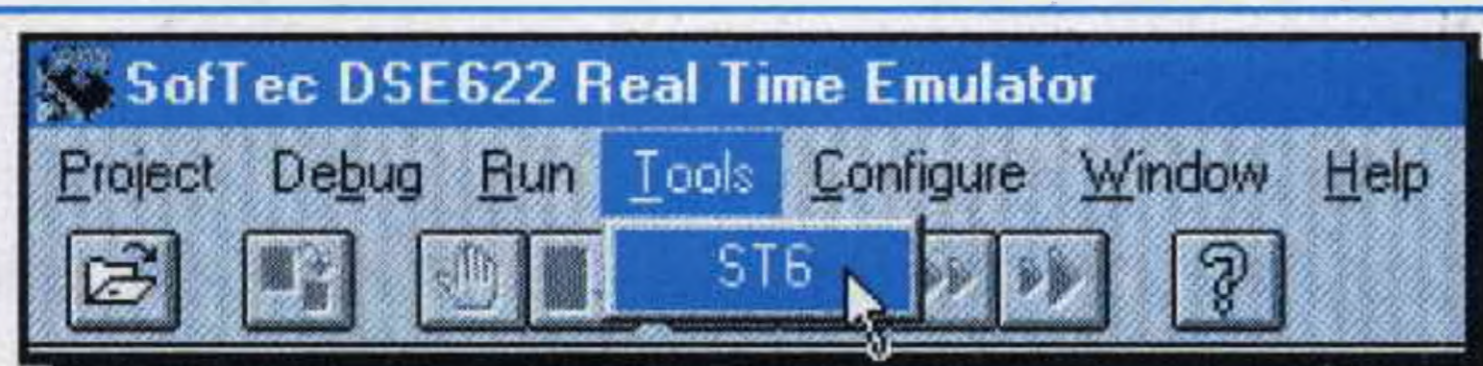 SofTec DSE622 Real Time Emulator
Project Debug Run Tools Configure Window Help
ST6
?